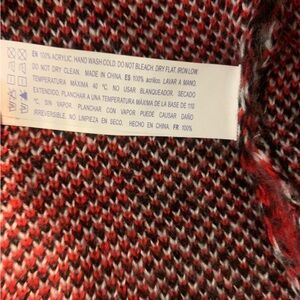 EN 100% ACRYLIC. HAND WASH COLD. DO NOT BLEACH. DRY FLAT. IRON LOW.
DO NOT DRY CLEAN. MADE IN CHINA. ES 100% acrílico. LAVAR A MANO.
TEMPERATURA MÁXIMA 40 ºC. NO USAR BLANQUEADOR. SECADO
EXTENDIDO. PLANCHAR A UNA TEMPERATURA MÁXIMA DE LA BASE DE 110
ºC, SIN VAPOR. PLANCHAR CON VAPOR PUEDE CAUSAR DAÑO
IRREVERSIBLE. NO LIMPIEZA EN SECO. HECHO EN CHINA. FR 100%